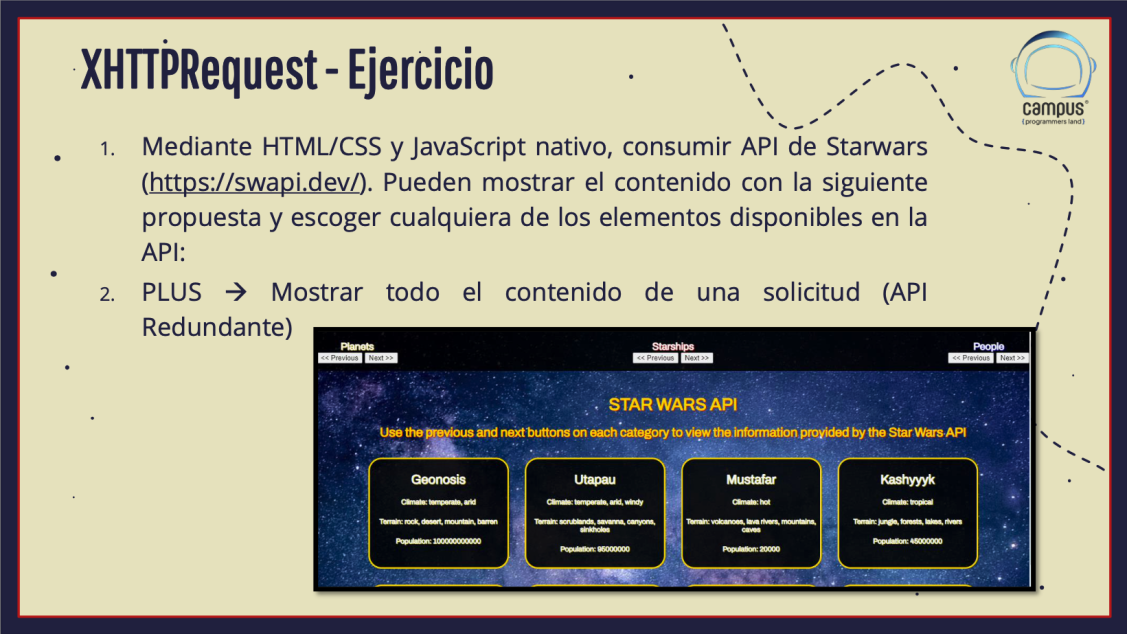 XHTTPRequest - Ejercicio
campus
{programmers land}
1. Mediante HTML/CSS y JavaScript nativo, consumir API de Starwars
(https://swapi.dev/). Pueden mostrar el contenido con la siguiente
propuesta y escoger cualquiera de los elementos disponibles en la
API:
2. PLUS → Mostrar todo el contenido de una solicitud (API
Redundante)
Planets
<< Previous Next >>
Starships
<< Previous Next >>
People
<< Previous Next >>
STAR WARS API
Use the previous and next buttons on each category to view the information provided by the Star Wars API
Geonosis
Climate: temperate, arid
Terrain: rock, desert, mountain, barren
Population: 100000000000
Utapau
Climate: temperate, arid, windy
Terrain: scrublands, savanna, canyons,
sinkholes
Population: 95000000
Mustafar
Climate: hot
Terrain: volcanoes, lava rivers, mountains,
caves
Population: 20000
Kashyyyk
Climate: tropical
Terrain: jungle, forests, lakes, rivers
Population: 45000000